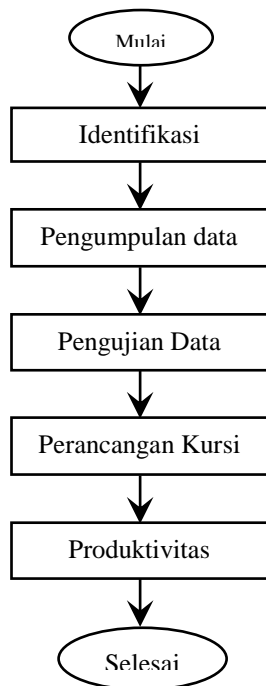 Mulai
Identifikasi
Pengumpulan data
Pengujian Data
Perancangan Kursi
Produktivitas
Selesai